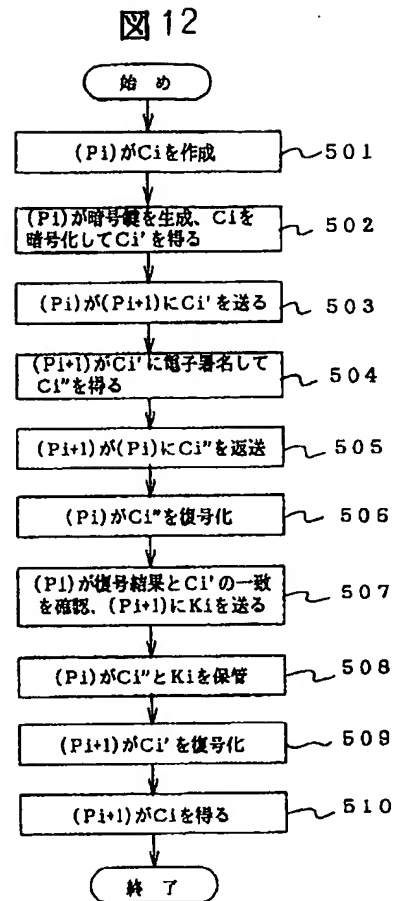 図12
始め
(Pi)がCiを作成
501
(Pi)が暗号鍵を生成、Ciを
暗号化してCi'を得る
502
(Pi)が(Pi+1)にCi'を送る
503
(Pi+1)がCi'に電子署名して
Ci"を得る
504
(Pi+1)が(Pi)にCi"を返送
505
(Pi)がCi"を復号化
506
(Pi)が復号結果とCi'の一致
を確認、(Pi+1)にKiを送る
507
(Pi)がCi"とKiを保管
508
(Pi+1)がCi'を復号化
509
(Pi+1)がCiを得る
510
終了